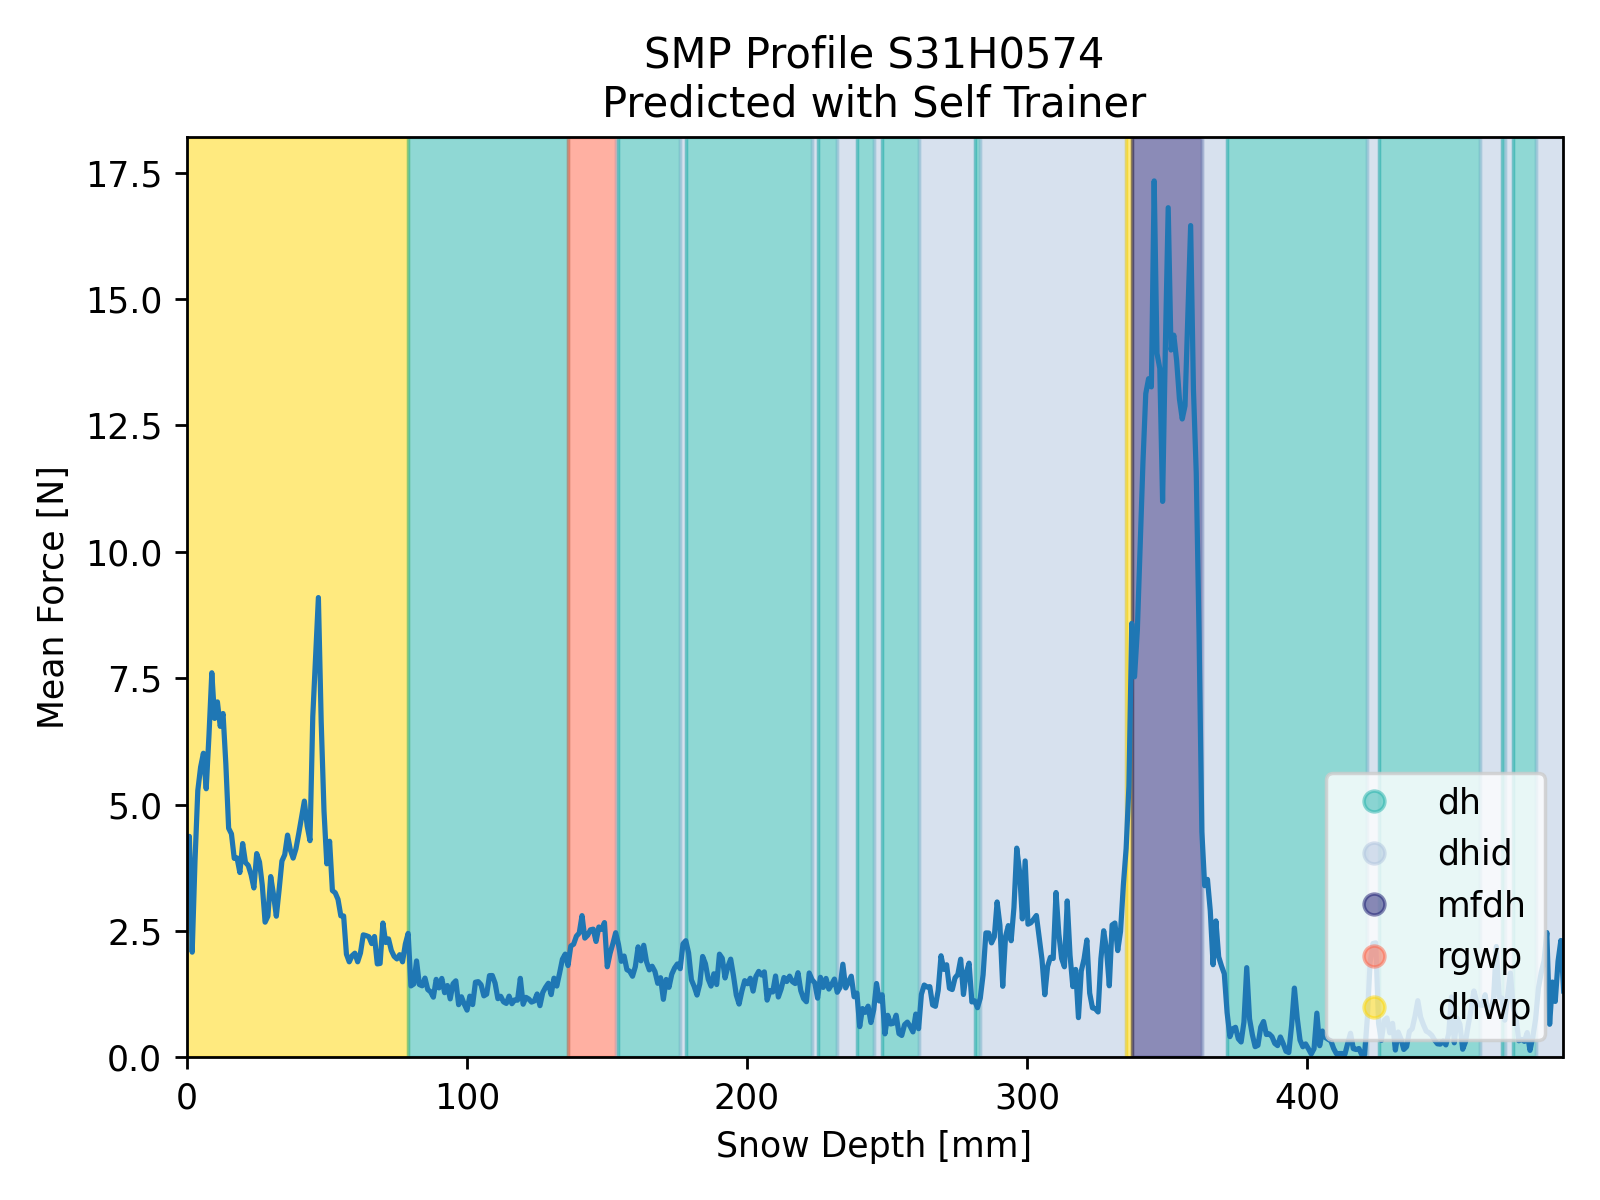 SMP Profile S31H0574
Predicted with Self Trainer
17.5
15.0
12.5
10.0
7.5
5.0
2.5
0.0
Mean Force [N]
dh
dhid
mfdh
rgwp
dhwp
0
100
200
300
400
Snow Depth [mm]